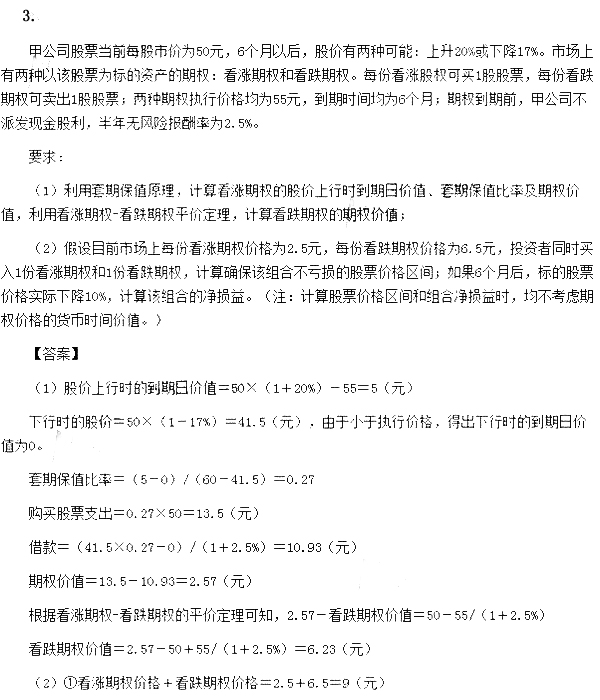 3.
甲公司股票当前每股市价为50元，6个月以后，股价有两种可能：上升20%或下降17%。市场上
有两种以该股票为标的资产的期权：看涨期权和看跌期权。每份看涨股权可买1股股票，每份看跌
期权可卖出1股股票；两种期权执行价格均为55元，到期时间均为6个月；期权到期前，甲公司不
派发现金股利，半年无风险报酬率为2.5%。
要求：
（1）利用套期保值原理，计算看涨期权的股价上行时到期日价值、套期保值比率及期权价
值，利用看涨期权-看跌期权平价定理，计算看跌期权的期权价值；
（2）假设目前市场上每份看涨期权价格为2.5元，每份看跌期权价格为6.5元，投资者同时买
入1份看涨期权和1份看跌期权，计算确保该组合不亏损的股票价格区间；如果6个月后，标的股票
价格实际下降10%，计算该组合的净损益。（注：计算股票价格区间和组合净损益时，均不考虑期
权价格的货币时间价值。）
【答案】
（1）股价上行时的到期日价值＝50×（1＋20%）－55＝5（元）
下行时的股价＝50×（1－17%）＝41.5（元），由于小于执行价格，得出下行时的到期日价
值为0。
套期保值比率＝（5－0）/（60－41.5）＝0.27
购买股票支出＝0.27×50＝13.5（元）
借款＝（41.5×0.27－0）/（1＋2.5%）＝10.93（元）
期权价值＝13.5－10.93＝2.57（元）
根据看涨期权-看跌期权的平价定理可知，2.57－看跌期权价值＝50－55/（1＋2.5%）
看跌期权价值＝2.57－50＋55/（1＋2.5%）＝6.23（元）
（2）①看涨期权价格＋看跌期权价格＝2.5＋6.5＝9（元）